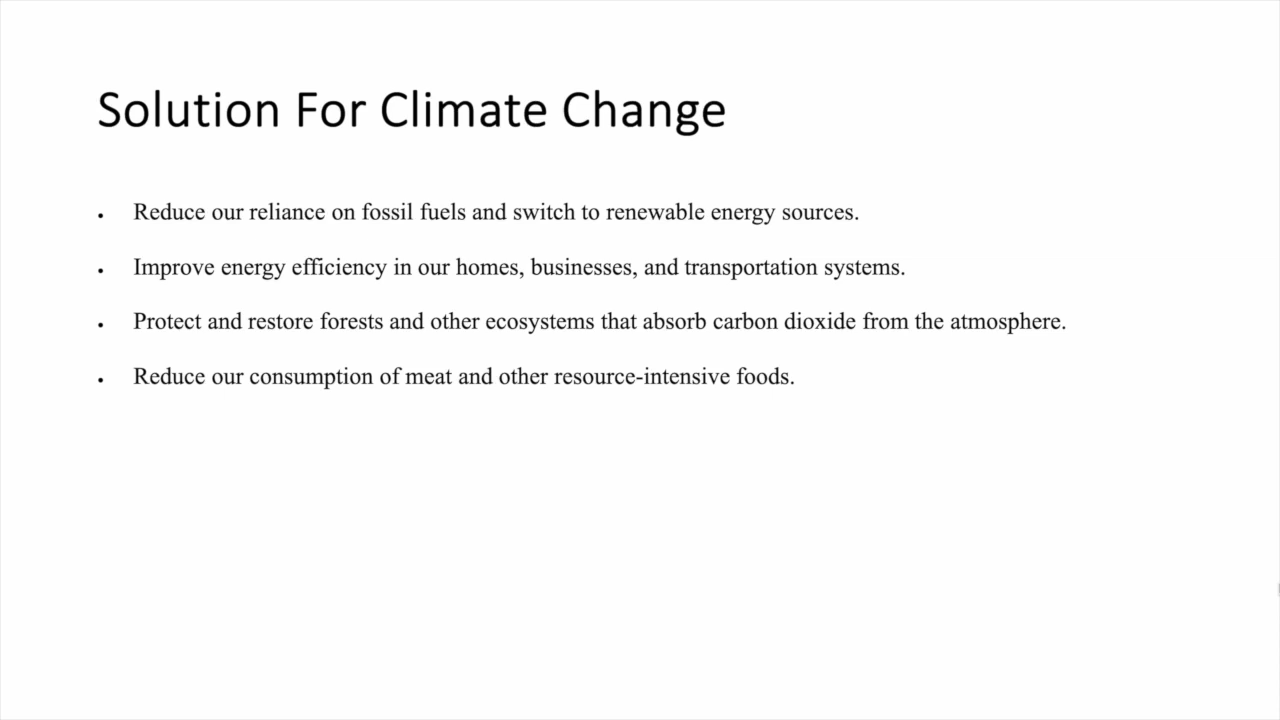 Solution For Climate Change
• Reduce our reliance on fossil fuels and switch to renewable energy sources.
• Improve energy efficiency in our homes, businesses, and transportation systems.
• Protect and restore forests and other ecosystems that absorb carbon dioxide from the atmosphere.
• Reduce our consumption of meat and other resource-intensive foods.